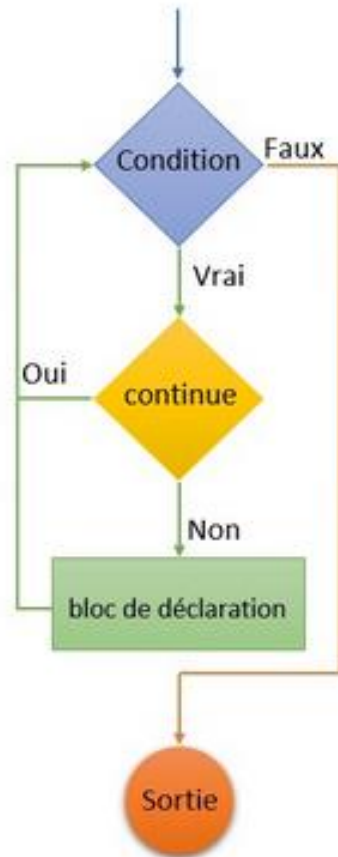 Condition
Faux
Vrai
Oui
continue
Non
bloc de déclaration
Sortie